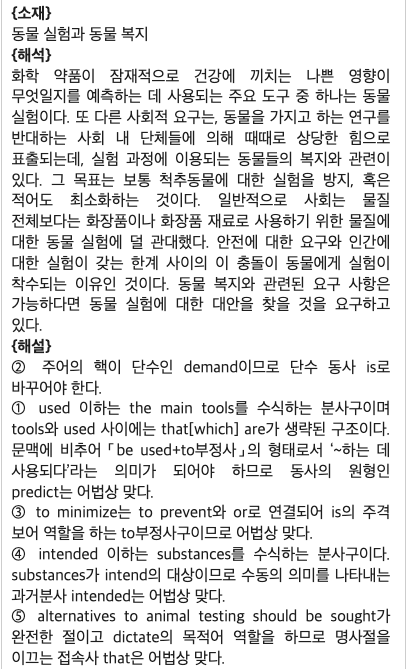 {소재}
동물 실험과 동물 복지
{해석}
화학 약품이 잠재적으로 건강에 끼치는 나쁜 영향이
무엇일지를 예측하는 데 사용되는 주요 도구 중 하나는 동물
실험이다. 또 다른 사회적 요구는, 동물을 가지고 하는 연구를
반대하는 사회 내 단체들에 의해 때때로 상당한 힘으로
표출되는데, 실험 과정에 이용되는 동물들의 복지와 관련이
있다. 그 목표는 보통 척추동물에 대한 실험을 방지, 혹은
적어도 최소화하는 것이다. 일반적으로 사회는 물질
전체보다는 화장품이나 화장품 재료로 사용하기 위한 물질에
대한 동물 실험에 덜 관대했다. 안전에 대한 요구와 인간에
대한 실험이 갖는 한계 사이의 이 충돌이 동물에게 실험이
착수되는 이유인 것이다. 동물 복지와 관련된 요구 사항은
가능하다면 동물 실험에 대한 대안을 찾을 것을 요구하고
있다.
{해설}
② 주어의 핵이 단수인 demand이므로 단수 동사 is로
바꾸어야 한다.
① used 이하는 the main tools를 수식하는 분사구이며
tools와 used 사이에는 that[which] are가 생략된 구조이다.
문맥에 비추어 「be used+to부정사」의 형태로서 '~하는 데
사용되다'라는 의미가 되어야 하므로 동사의 원형인
predict는 어법상 맞다.
③ to minimize는 to prevent와 or로 연결되어 is의 주격
보어 역할을 하는 to부정사구이므로 어법상 맞다.
④ intended 이하는 substances를 수식하는 분사구이다.
substances가 intend의 대상이므로 수동의 의미를 나타내는
과거분사 intended는 어법상 맞다.
⑤ alternatives to animal testing should be sought가
완전한 절이고 dictate의 목적어 역할을 하므로 명사절을
이끄는 접속사 that은 어법상 맞다.